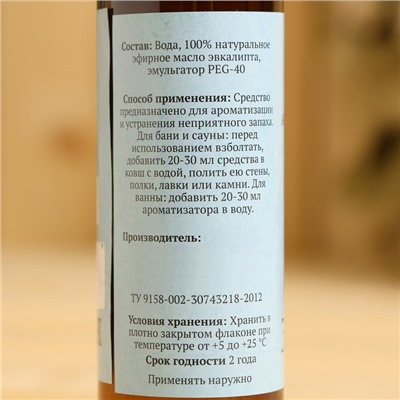 Состав: Вода, 100% натуральное
эфирное масло эвкалипта,
эмульгатор PEG-40
Способ применения: Средство
предназначено для ароматизации
и устранения неприятного запаха.
Для бани и сауны: перед
использованием взболтать,
добавить 20-30 мл средства в
ковш с водой, полить ею стены,
полки, лавки или камни. Для
ванны: добавить 20-30 мл
ароматизатора в воду.
Производитель:
ТУ 9158-002-30743218-2012
Условия хранения: Хранить в
плотно закрытом флаконе при
температуре от +5 до +25 °C
Срок годности 2 года
Применять наружно